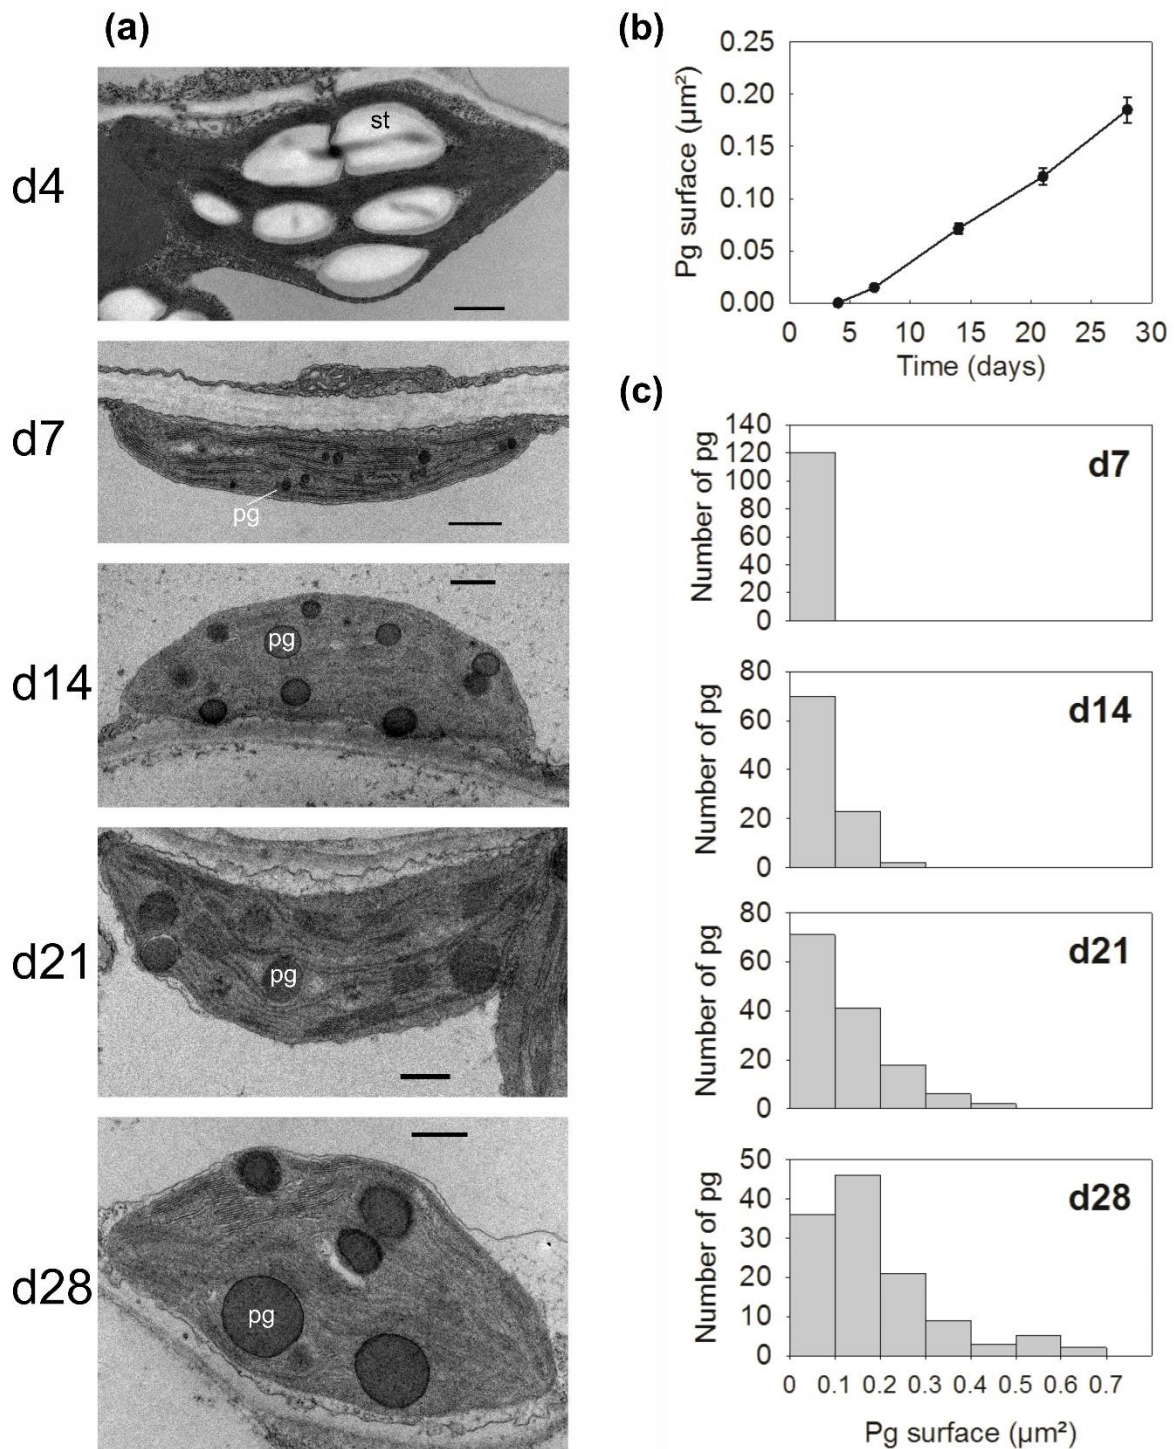 (a)
d4
st
d7
pg
d14
pg
d21
pg
d28
pg
(b)
Pg surface (µm²)
0.25
0.20
0.15
0.10
0.05
0.00
0 5 10 15 20 25 30
Time (days)
(c)
Number of pg
140
120
100
80
60
40
20
0
d7
Number of pg
80
60
40
20
0
d14
Number of pg
80
60
40
20
0
d21
Number of pg
50
40
30
20
10
0
d28
0 0.1 0.2 0.3 0.4 0.5 0.6 0.7
Pg surface (µm²)